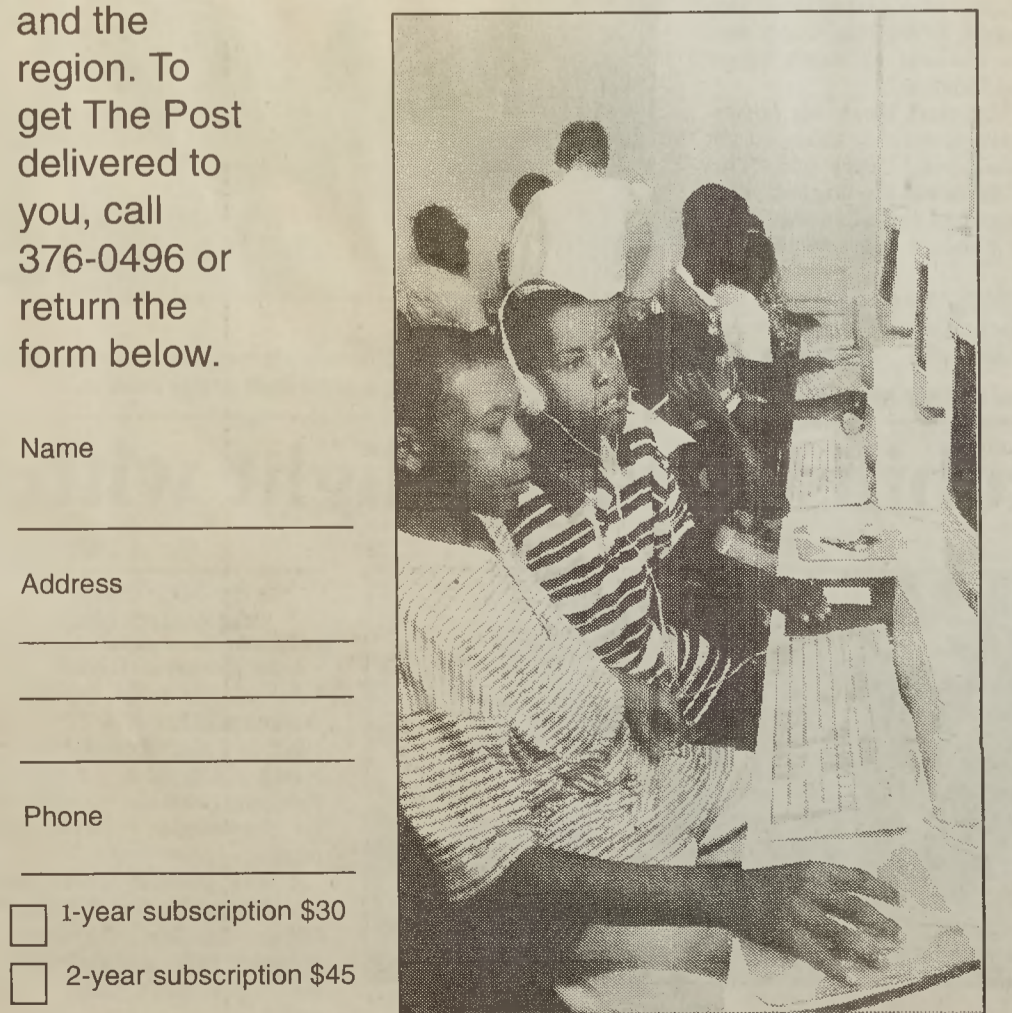 and the
region. To
get The Post
delivered to
you, call
376-0496 or
return the
form below.
Name
Address
Phone
1-year subscription $30
2-year subscription $45